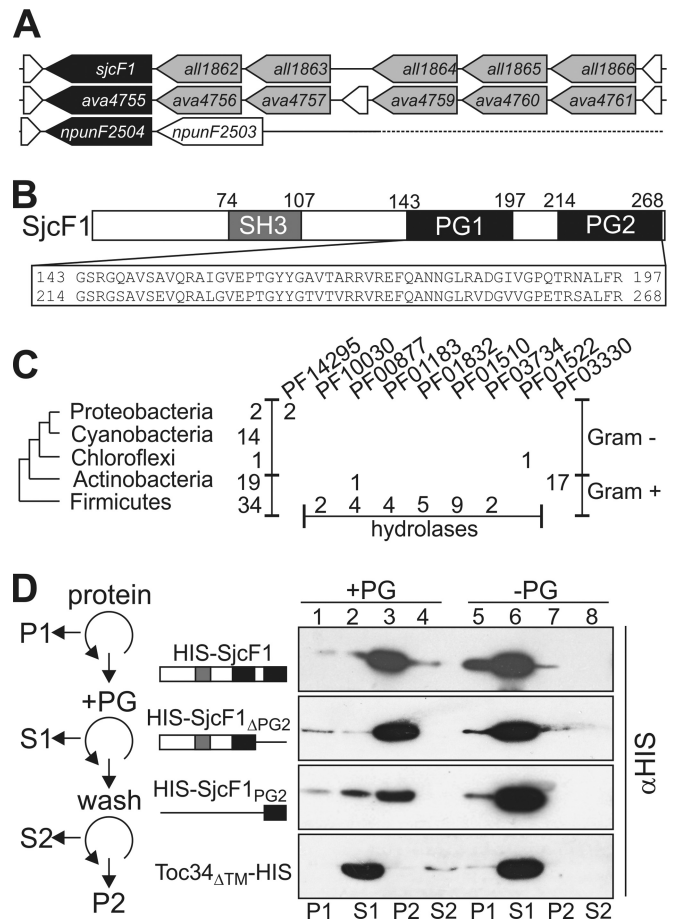 A
sjcF1 all1862 all1863 all1864 all1865 all1866
ava4755 ava4756 ava4757 ava4759 ava4760 ava4761
npunF2504 npunF2503
B
74 107 143 197 214 268
SjcF1 SH3 PG1 PG2
143 GSRGQAVSAVQRAIGVEPTGYYGAVTARRVREFQANNGLRADGIVGPQTRNALFR 197
214 GSRGSAVSEVQRALGVEPTGYYGTVTVRRVREFQANNGLRVDGVVGPETRSALFR 268
C
PF14295 PF10030 PF00877 PF01183 PF01832 PF01510 PF03734 PF01522 PF03330
Proteobacteria 2 2
Cyanobacteria 14
Chloroflexi 1 1
Gram -
Actinobacteria 19 1 17
Firmicutes 34 2 4 4 5 9 2
Gram +
hydrolases
D
+PG -PG
1 2 3 4 5 6 7 8
protein
P1
+PG
S1
wash
S2
P2
HIS-SjcF1
HIS-SjcF1ΔPG2
HIS-SjcF1PG2
Toc34ΔTM-HIS
αHIS
P1 S1 P2 S2 P1 S1 P2 S2